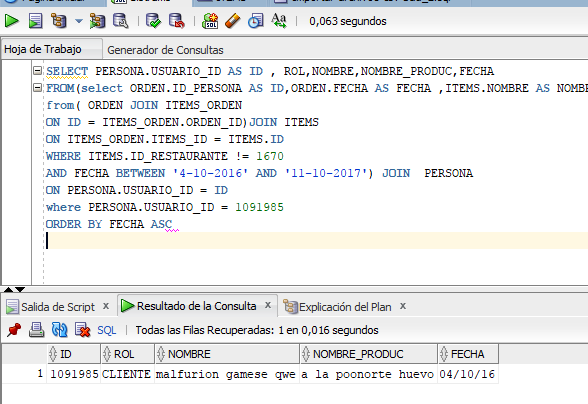 0,063 segundos
Hoja de Trabajo Generador de Consultas
SELECT PERSONA.USUARIO_ID AS ID , ROL,NOMBRE,NOMBRE_PRODUC,FECHA
FROM(select ORDEN.ID_PERSONA AS ID,ORDEN.FECHA AS FECHA ,ITEMS.NOMBRE AS NOMB
from( ORDEN JOIN ITEMS_ORDEN
ON ID = ITEMS_ORDEN.ORDEN_ID)JOIN ITEMS
ON ITEMS_ORDEN.ITEMS_ID = ITEMS.ID
WHERE ITEMS.ID_RESTAURANTE != 1670
AND FECHA BETWEEN '4-10-2016' AND '11-10-2017') JOIN PERSONA
ON PERSONA.USUARIO_ID = ID
where PERSONA.USUARIO_ID = 1091985
ORDER BY FECHA ASC
Salida de Script x Resultado de la Consulta x Explicación del Plan x
SQL | Todas las Filas Recuperadas: 1 en 0,016 segundos
ID ROL NOMBRE NOMBRE_PRODUC FECHA
1 1091985 CLIENTE malfurion gamese qwe a la poonorte huevo 04/10/16